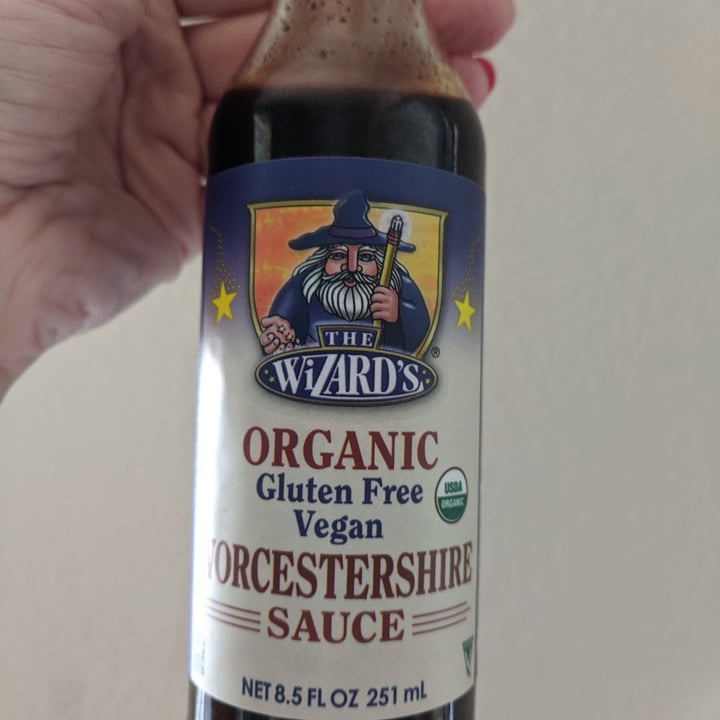 THE
WiZARD'S.®
ORGANIC
Gluten Free
Vegan
USDA
ORGANIC
WORCESTERSHIRE
SAUCE
NET 8.5 FL OZ 251 mL